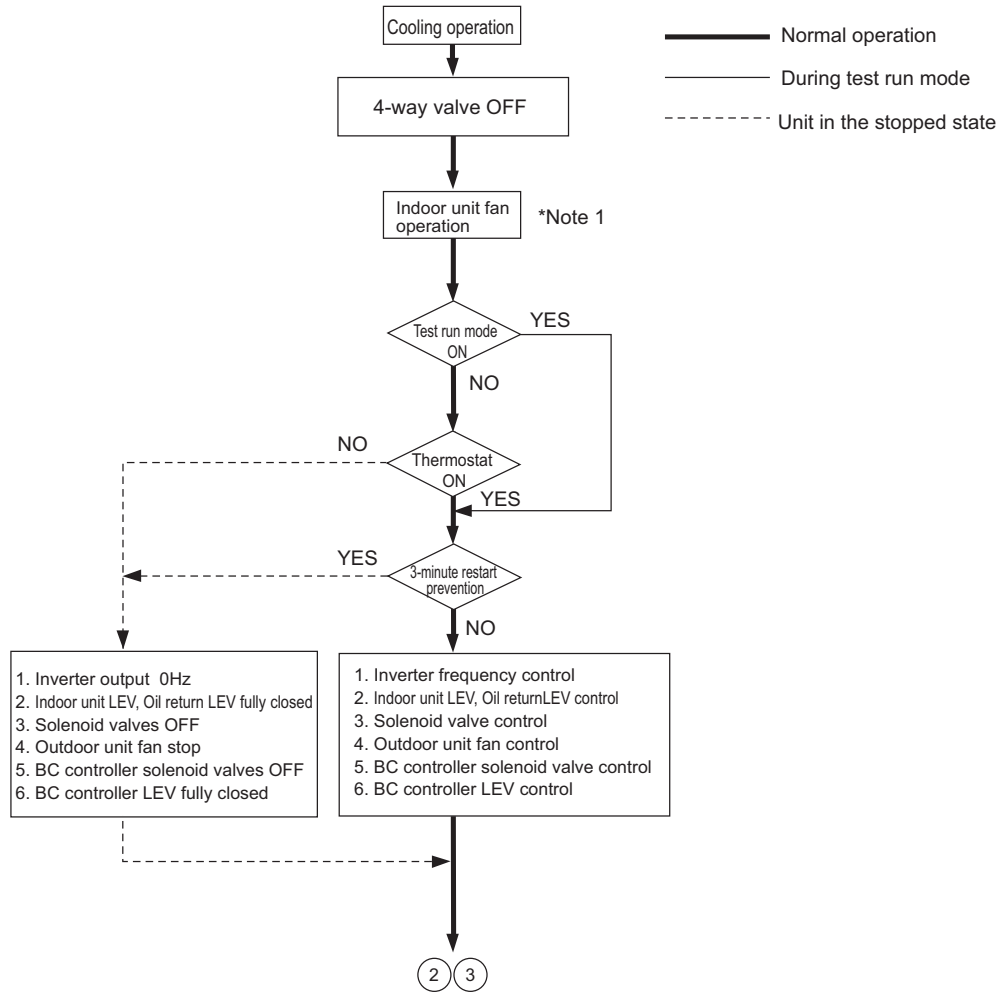 Cooling operation
Normal operation
During test run mode
Unit in the stopped state
4-way valve OFF
Indoor unit fan
operation
*Note 1
Test run mode
ON
YES
NO
NO
Thermostat
ON
YES
YES
3-minute restart
prevention
NO
1. Inverter output 0Hz
2. Indoor unit LEV, Oil return LEV fully closed
3. Solenoid valves OFF
4. Outdoor unit fan stop
5. BC controller solenoid valves OFF
6. BC controller LEV fully closed
1. Inverter frequency control
2. Indoor unit LEV, Oil returnLEV control
3. Solenoid valve control
4. Outdoor unit fan control
5. BC controller solenoid valve control
6. BC controller LEV control
2 3